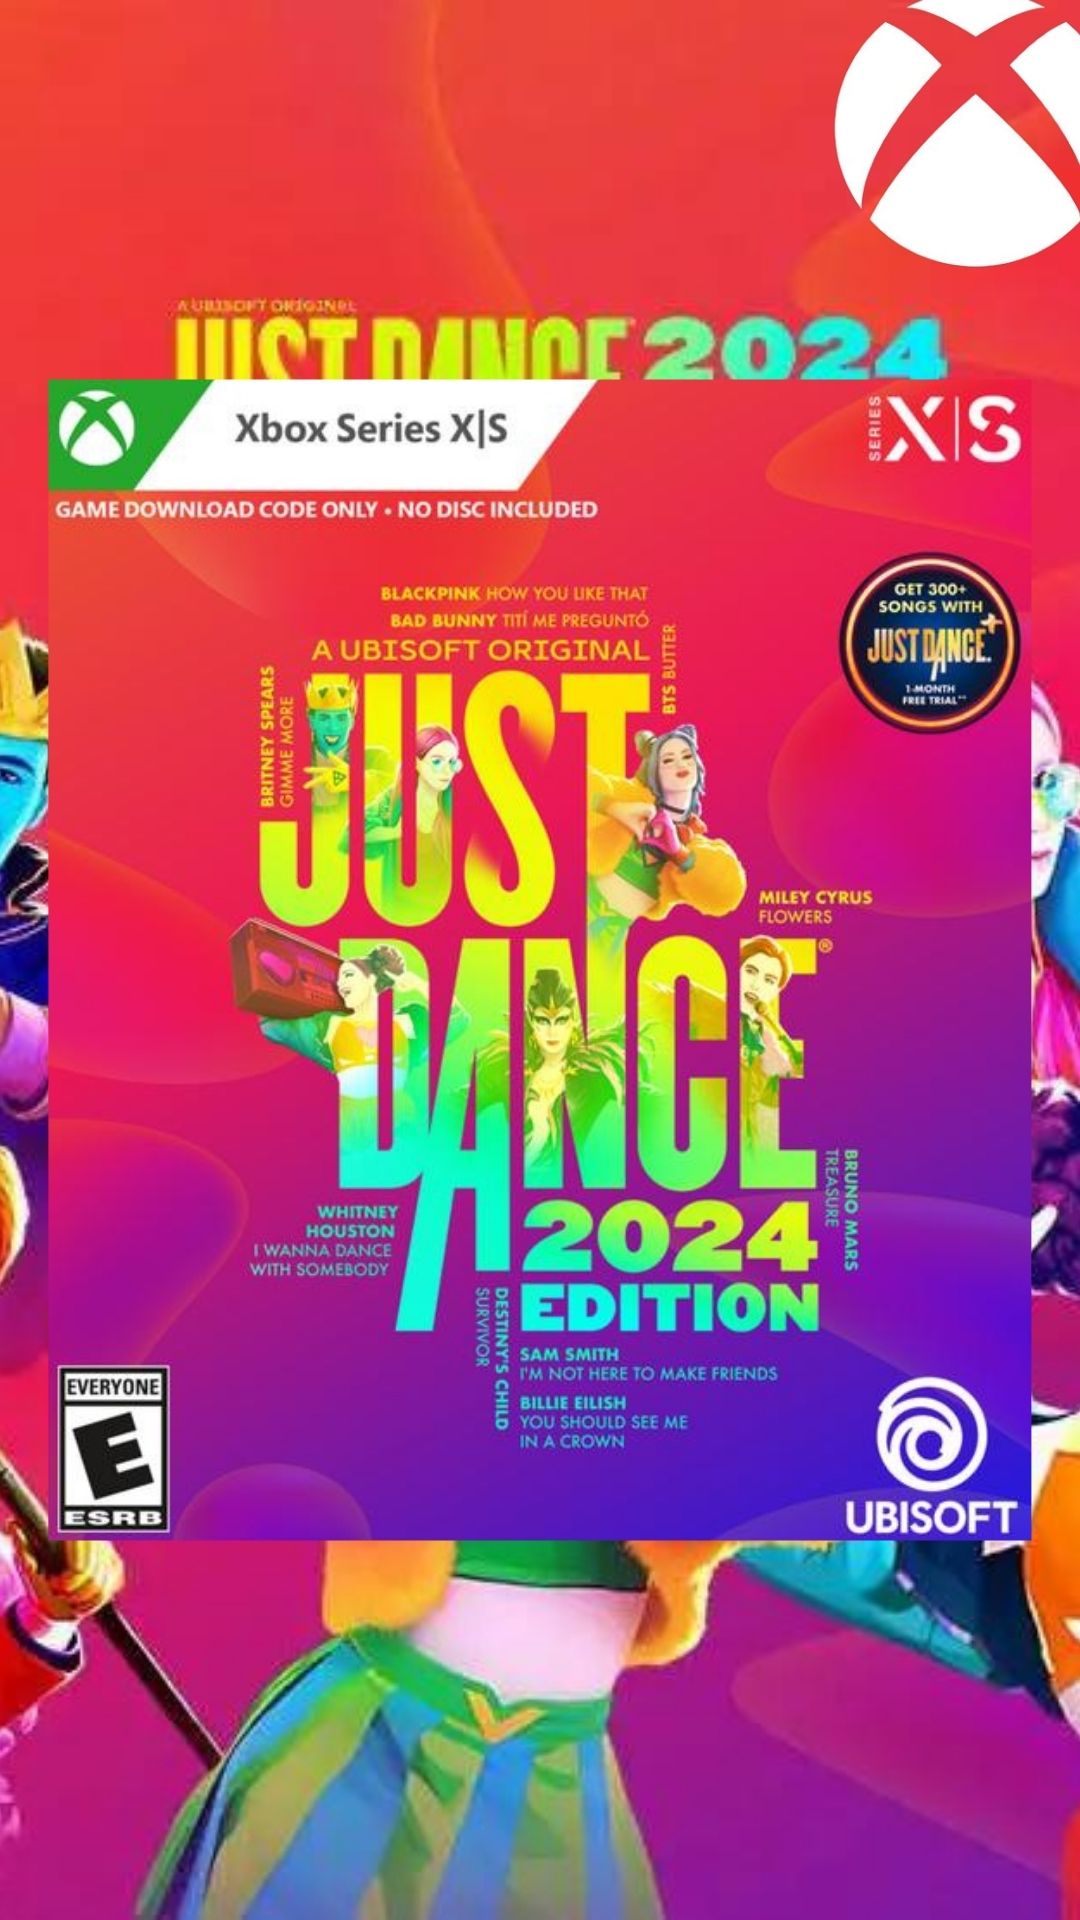 A UBISOFT ORIGINAL
JUST DANCE 2024
Xbox Series X|S
SERIES X|S
GAME DOWNLOAD CODE ONLY • NO DISC INCLUDED
GET 300+
SONGS WITH
JUST DANCE+
1-MONTH
FREE TRIAL**
BLACKPINK HOW YOU LIKE THAT
BAD BUNNY TITÍ ME PREGUNTÓ
A UBISOFT ORIGINAL
BTS BUTTER
BRITNEY SPEARS
GIMME MORE
JUST
MILEY CYRUS
FLOWERS
DANCE®
BRUNO MARS
TREASURE
WHITNEY
HOUSTON
I WANNA DANCE
WITH SOMEBODY
2024
EDITION
DESTINY'S CHILD
SURVIVOR
SAM SMITH
I'M NOT HERE TO MAKE FRIENDS
BILLIE EILISH
YOU SHOULD SEE ME
IN A CROWN
EVERYONE
E
ESRB
UBISOFT